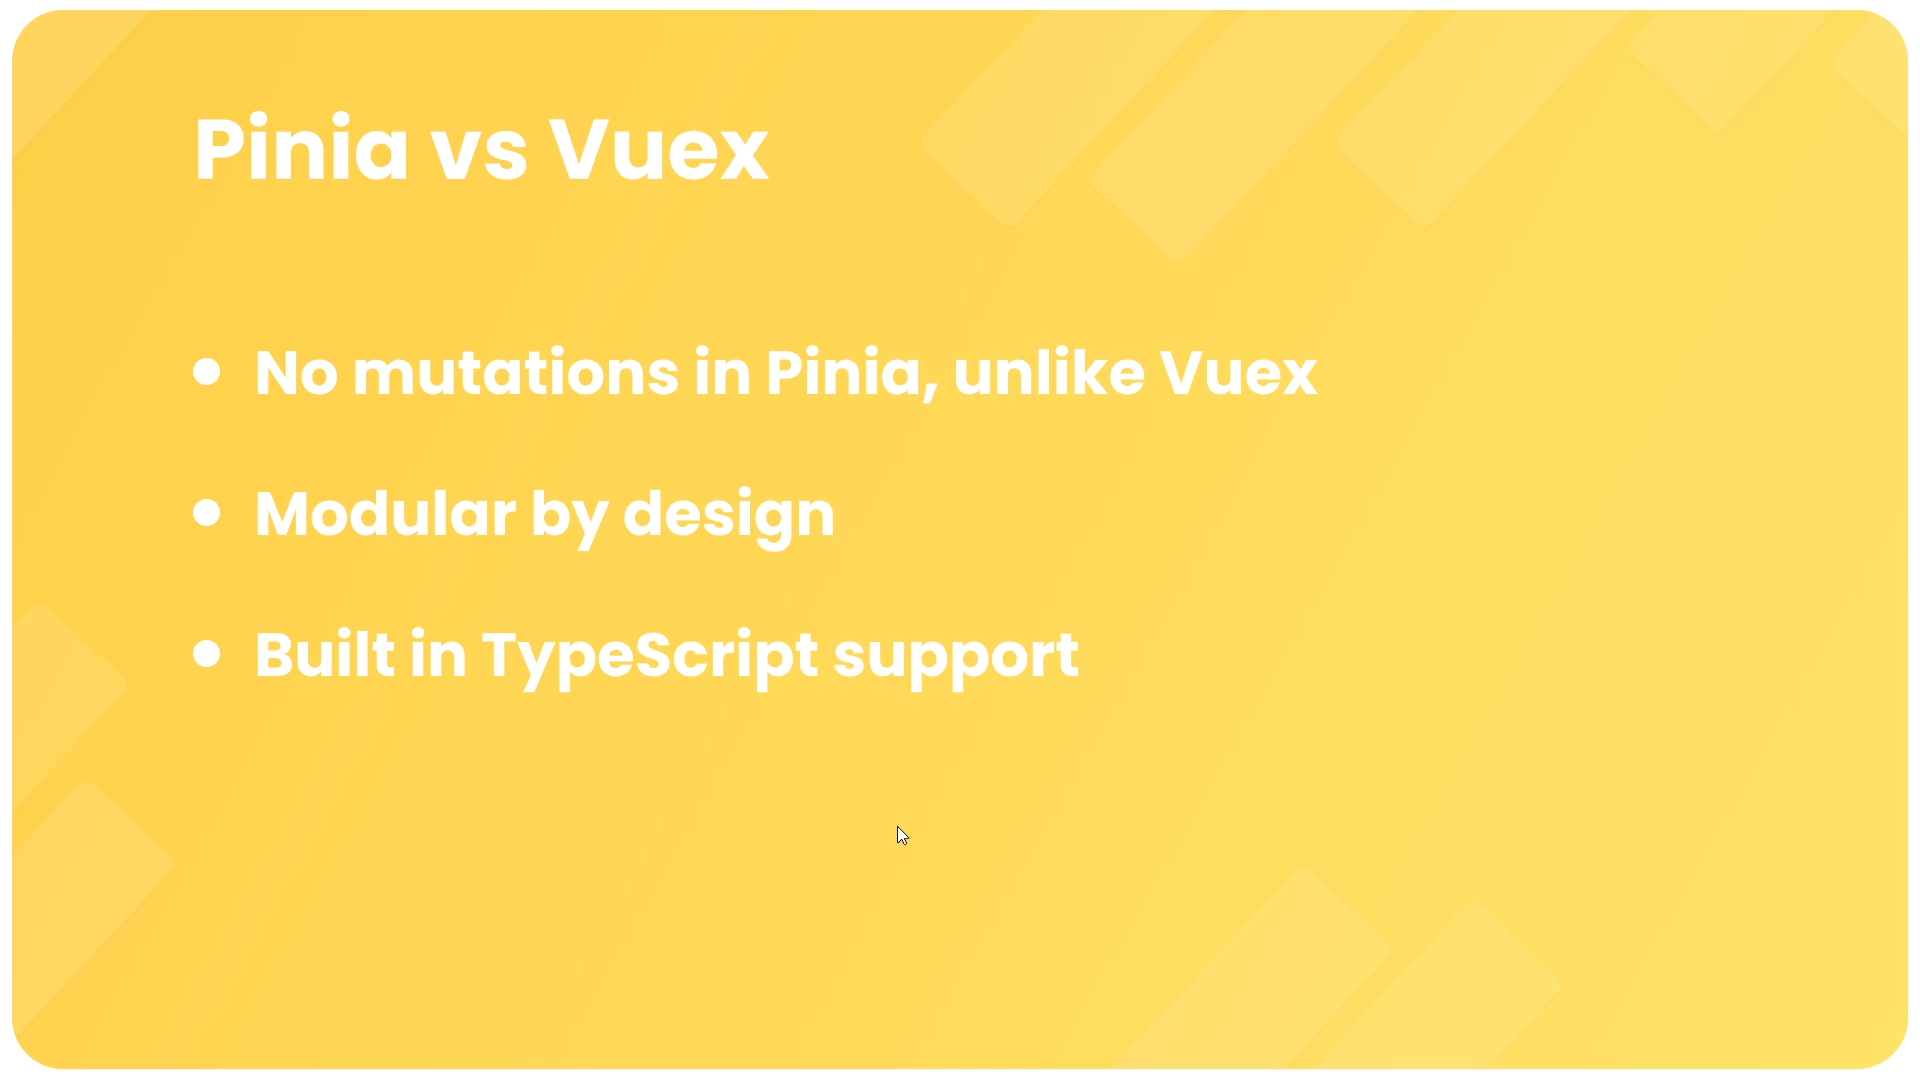 Pinia vs Vuex
No mutations in Pinia, unlike Vuex
Modular by design
Built in TypeScript support